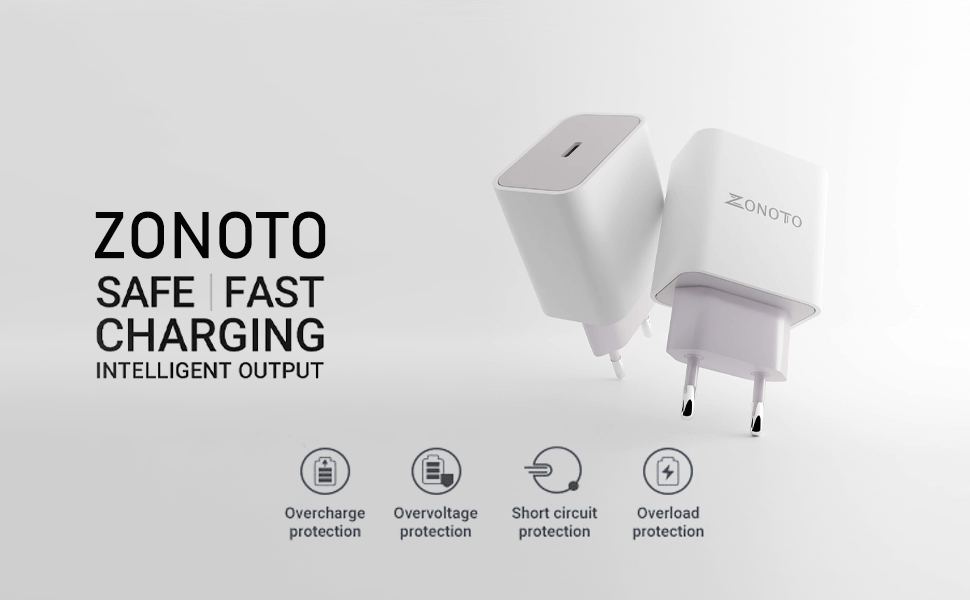 ZONOTO
SAFE | FAST
CHARGING
INTELLIGENT OUTPUT
ZONOTO
Overcharge
protection
Overvoltage
protection
Short circuit
protection
Overload
protection